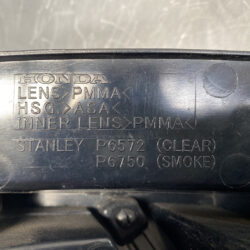 HONDA
LENS>PMMA<
HSG >ASA<
INNER LENS>PMMA<
STANLEY P6572 (CLEAR)
P6750 (SMOKE)